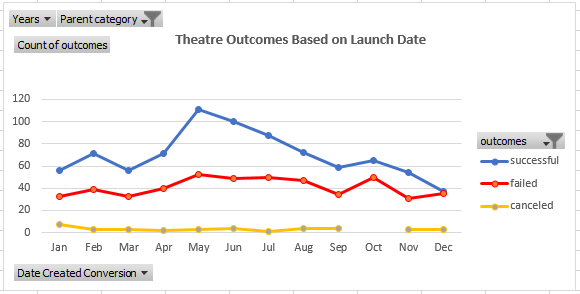 Years Parent category
Count of outcomes
Theatre Outcomes Based on Launch Date
120
100
80
60
40
20
0
Jan Feb Mar Apr May Jun Jul Aug Sep Oct Nov Dec
outcomes
successful
failed
canceled
Date Created Conversion